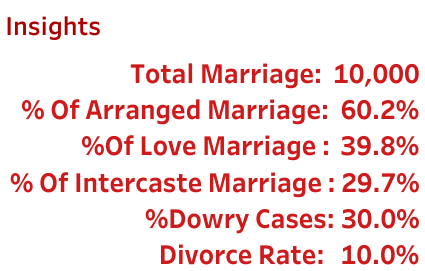 Insights
Total Marriage: 10,000
% Of Arranged Marriage: 60.2%
%Of Love Marriage : 39.8%
% Of Intercaste Marriage : 29.7%
%Dowry Cases: 30.0%
Divorce Rate: 10.0%